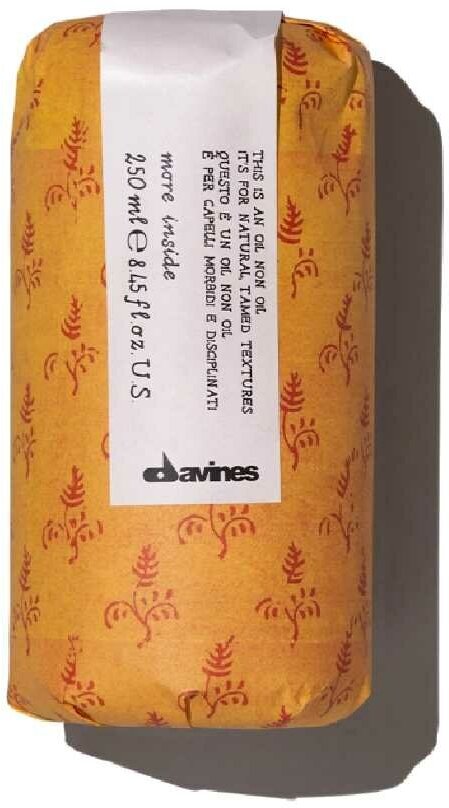 THIS IS AN OIL NON OIL
IT'S FOR NATURAL, TAMED TEXTURES
QUESTO È UN OIL NON OIL
È PER CAPELLI MORBIDI E DISCIPLINATI
more inside
250 ml e 8.45 fl oz. U.S.
davines